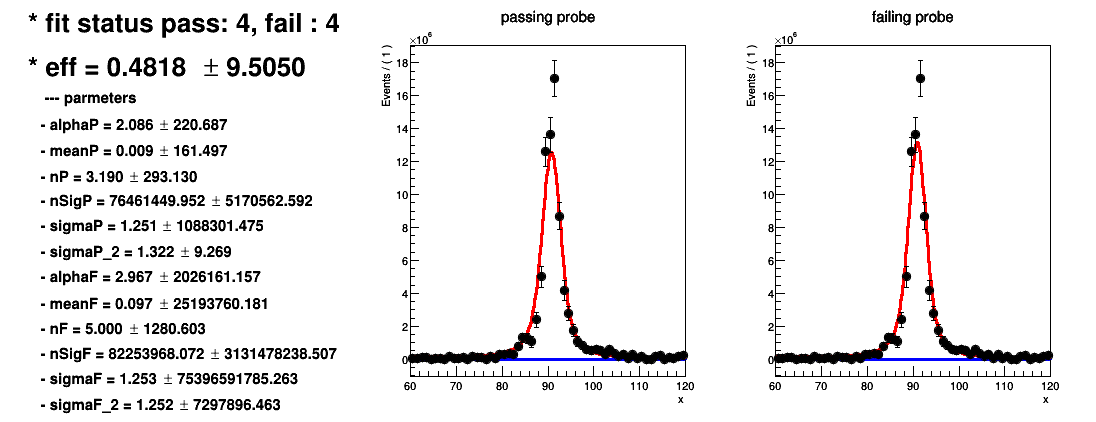 * fit status pass: 4, fail : 4
* eff = 0.4818 ± 9.5050
--- parmeters
- alphaP = 2.086 ± 220.687
- meanP = 0.009 ± 161.497
- nP = 3.190 ± 293.130
- nSigP = 76461449.952 ± 5170562.592
- sigmaP = 1.251 ± 1088301.475
- sigmaP_2 = 1.322 ± 9.269
- alphaF = 2.967 ± 2026161.157
- meanF = 0.097 ± 25193760.181
- nF = 5.000 ± 1280.603
- nSigF = 82253968.072 ± 3131478238.507
- sigmaF = 1.253 ± 75396591785.263
- sigmaF_2 = 1.252 ± 7297896.463
passing probe
×10⁶
Events / ( 1 )
18
16
14
12
10
8
6
4
2
0
60 70 80 90 100 110 120
x
failing probe
×10⁶
Events / ( 1 )
18
16
14
12
10
8
6
4
2
0
60 70 80 90 100 110 120
x